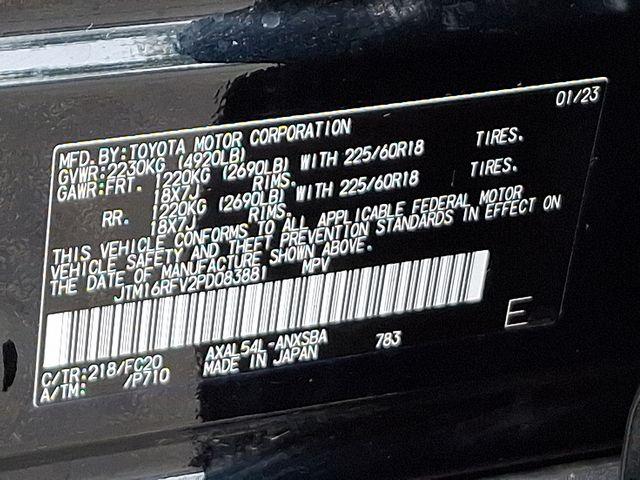 01/23
MFD. BY: TOYOTA MOTOR CORPORATION
GVWR: 2230KG (4920LB)
GAWR: FRT. 1220KG (2690LB) WITH 225/60R18 TIRES.
18X7J RIMS.
RR. 1220KG (2690LB) WITH 225/60R18 TIRES.
18X7J RIMS.
THIS VEHICLE CONFORMS TO ALL APPLICABLE FEDERAL MOTOR
VEHICLE SAFETY AND THEFT PREVENTION STANDARDS IN EFFECT ON
THE DATE OF MANUFACTURE SHOWN ABOVE.
JTM16RFV2PD083881 MPV
C/TR: 218/FC20 AXAL54L-ANXSBA 783 E
A/TM: /P710 MADE IN JAPAN